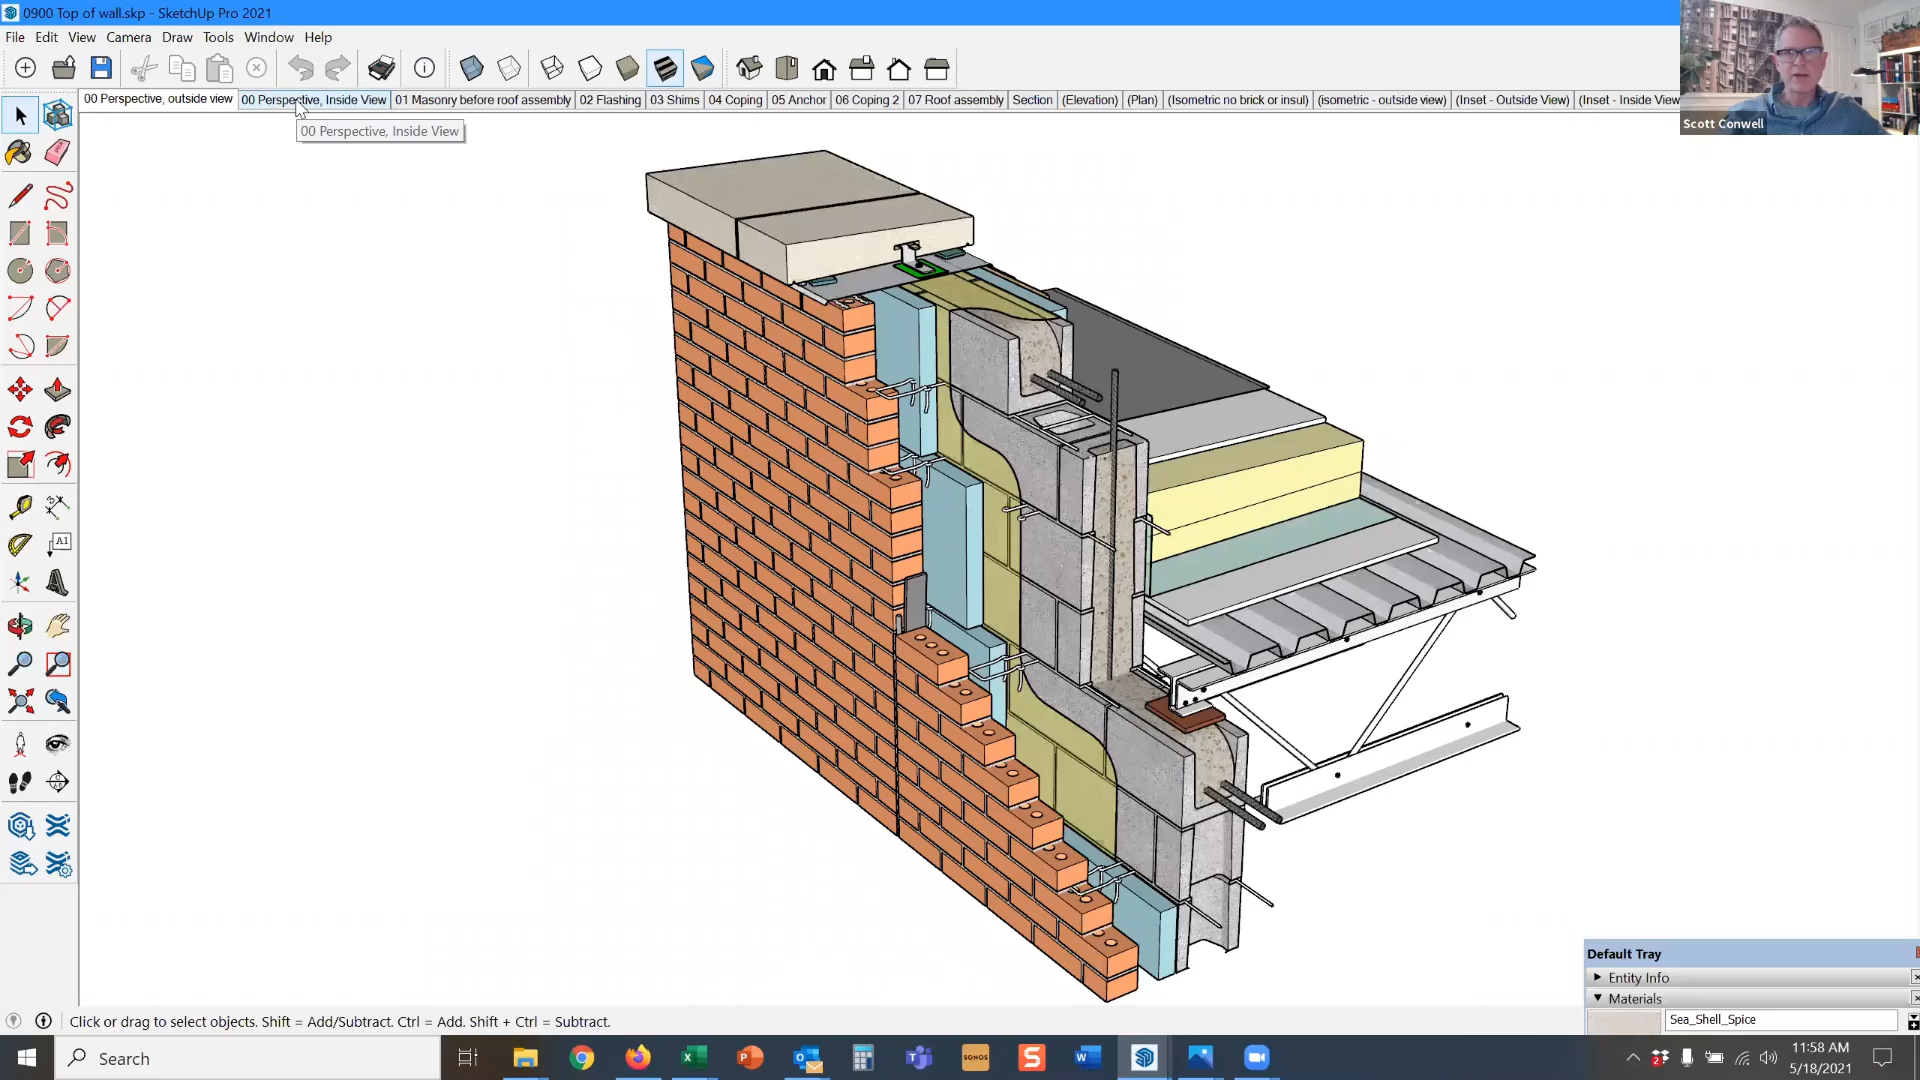 0900 Top of wall.skp - SketchUp Pro 2021
File Edit View Camera Draw Tools Window Help
00 Perspective, outside view 00 Perspective, Inside View 01 Masonry before roof assembly 02 Flashing 03 Shims 04 Coping 05 Anchor 06 Coping 2 07 Roof assembly Section (Elevation) (Plan) (Isometric no brick or insul) (isometric - outside view) (Inset - Outside View) (Inset - Inside View
Scott Conwell
00 Perspective, Inside View
A1
Default Tray
Entity Info
Materials
Sea_Shell_Spice
Click or drag to select objects. Shift = Add/Subtract. Ctrl = Add. Shift + Ctrl = Subtract.
Search
SONOS
2
11:58 AM
5/18/2021